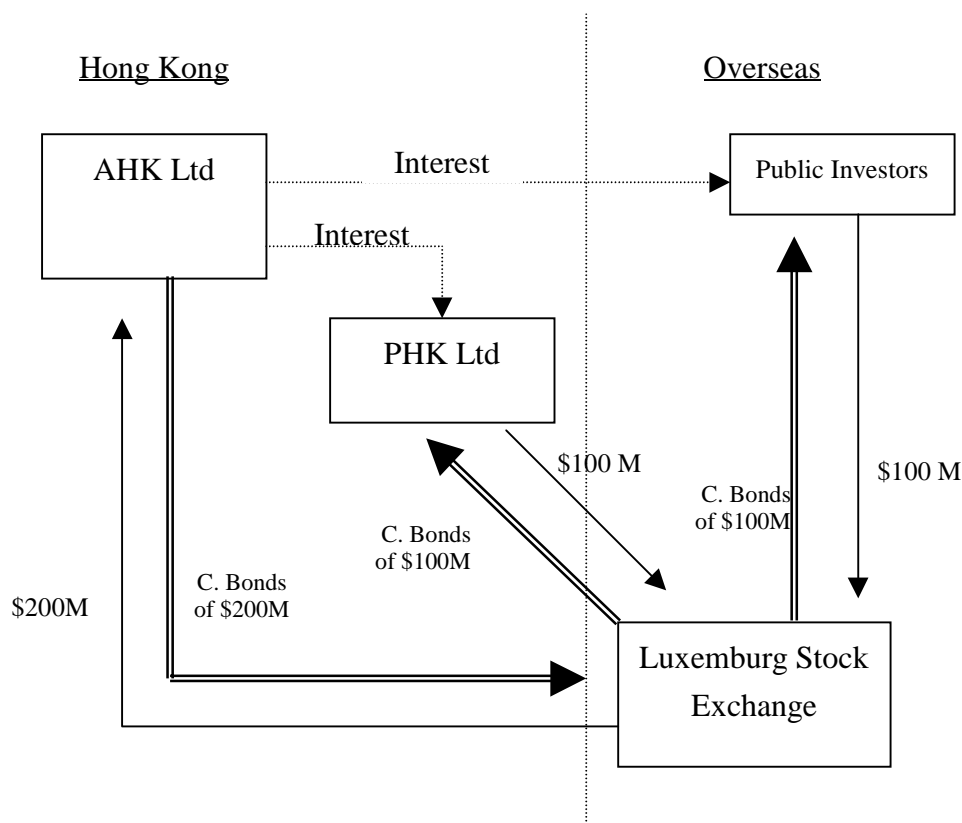 Hong Kong
Overseas
AHK Ltd
Interest
Public Investors
Interest
PHK Ltd
$100 M
$100 M
C. Bonds
of $100M
C. Bonds
of $100M
C. Bonds
of $200M
$200M
Luxemburg Stock
Exchange